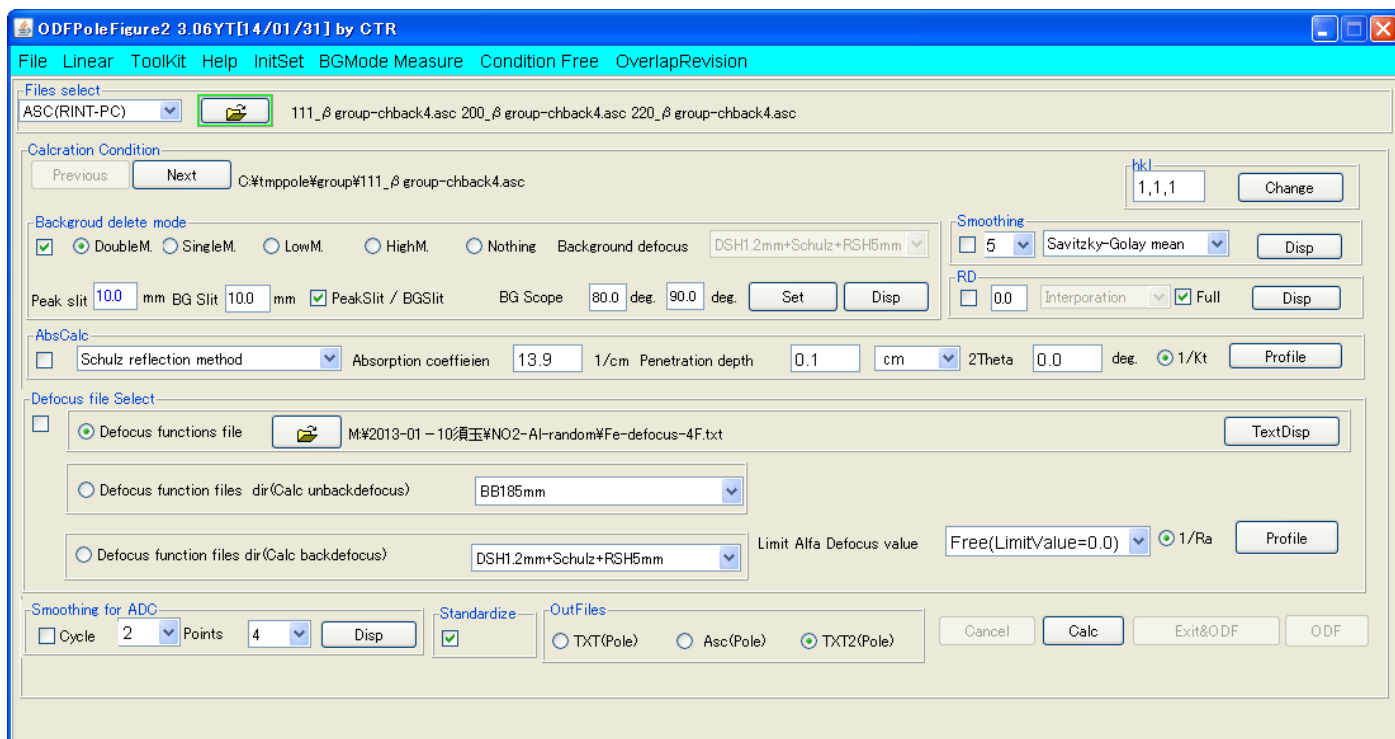 ODFPoleFigure2 3.06YT[14/01/31] by CTR
File Linear ToolKit Help InitSet BGMode Measure Condition Free OverlapRevision
Files select
ASC(RINT-PC) 111_βgroup-chback4.asc 200_βgroup-chback4.asc 220_βgroup-chback4.asc
Calcration Condition
Previous Next C:¥tmppole¥group¥111_βgroup-chback4.asc
hkl
1,1,1 Change
Backgroud delete mode
DoubleM. SingleM. LowM. HighM. Nothing Background defocus DSH1.2mm+Schulz+RSH5mm
Peak slit 10.0 mm BG Slit 10.0 mm PeakSlit / BGSlit BG Scope 80.0 deg. 90.0 deg. Set Disp
Smoothing
5 Savitzky-Golay mean Disp
RD
0.0 Interporation Full Disp
AbsCalc
Schulz reflection method Absorption coeffieien 13.9 1/cm Penetration depth 0.1 cm 2Theta 0.0 deg. 1/Kt Profile
Defocus file Select
Defocus functions file M:¥2013-01-10須玉¥NO2-Al-random¥Fe-defocus-4F.txt TextDisp
Defocus function files dir(Calc unbackdefocus) BB185mm
Defocus function files dir(Calc backdefocus) DSH1.2mm+Schulz+RSH5mm
Limit Alfa Defocus value Free(LimitValue=0.0) 1/Ra Profile
Smoothing for ADC
Cycle 2 Points 4 Disp
Standardize
OutFiles
TXT(Pole) Asc(Pole) TXT2(Pole)
Cancel Calc Exit&ODF ODF